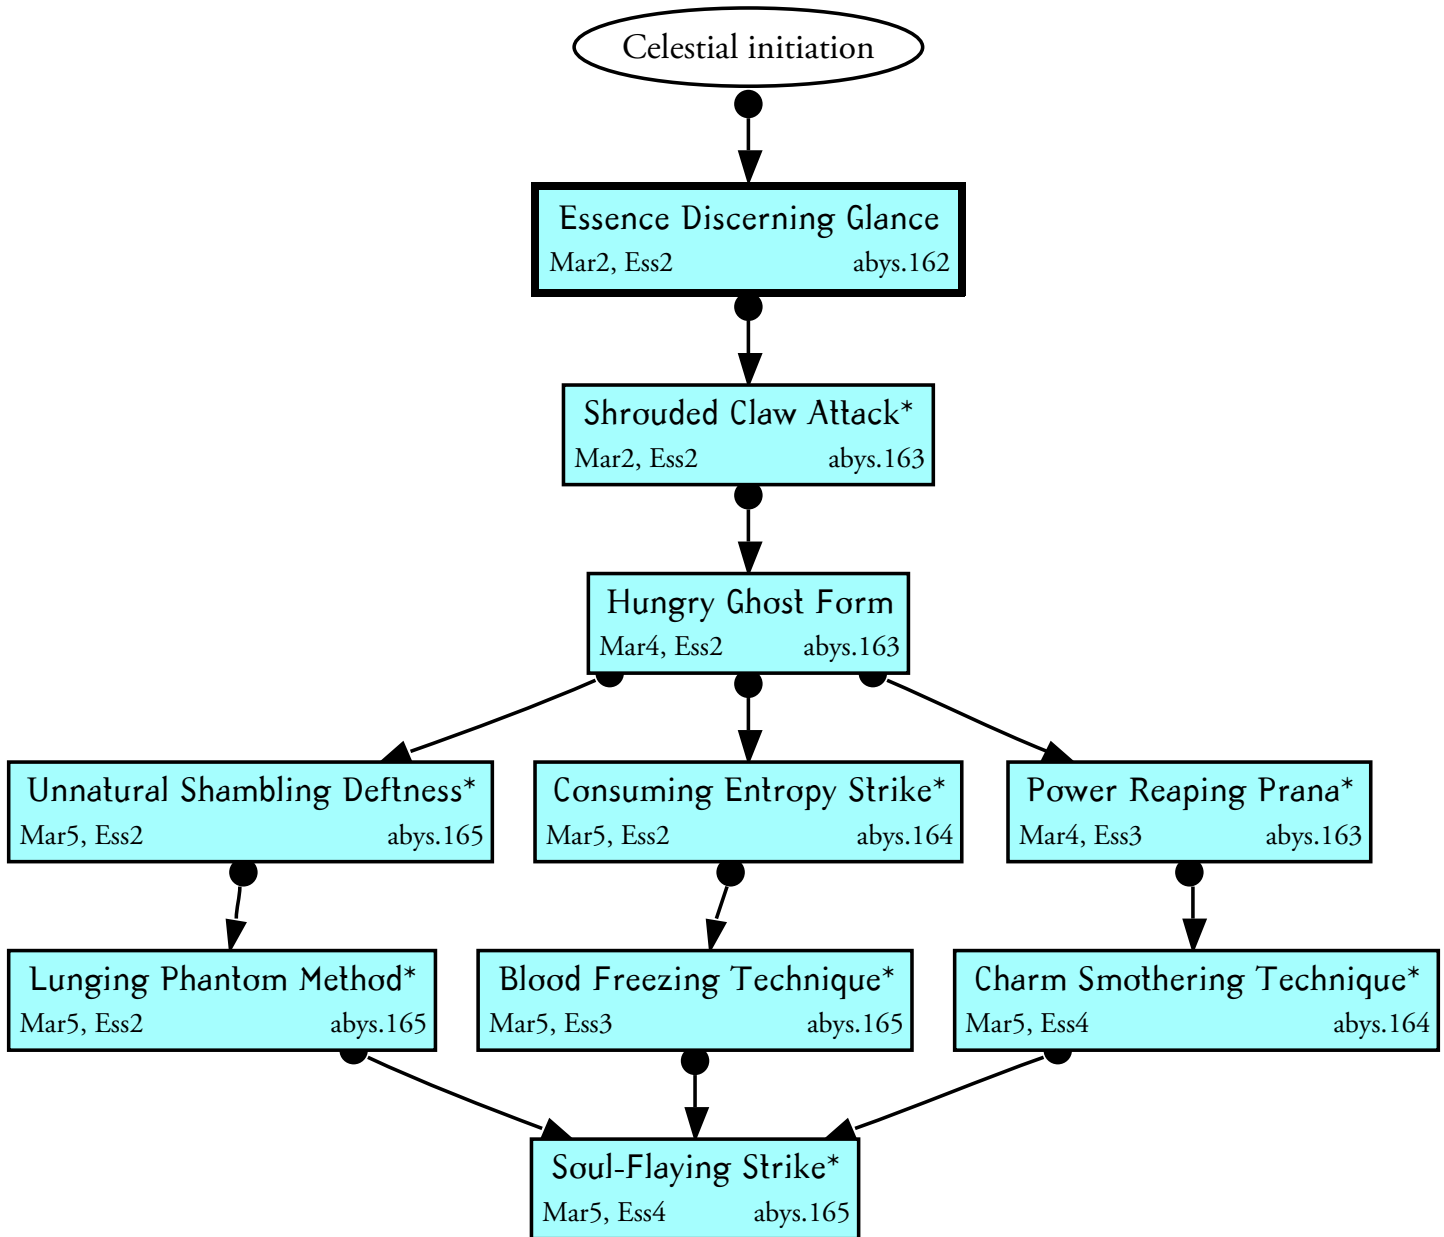 Celestial initiation
Essence Discerning Glance
Mar2, Ess2 abys.162
Shrouded Claw Attack*
Mar2, Ess2 abys.163
Hungry Ghost Form
Mar4, Ess2 abys.163
Unnatural Shambling Deftness*
Mar5, Ess2 abys.165
Consuming Entropy Strike*
Mar5, Ess2 abys.164
Power Reaping Prana*
Mar4, Ess3 abys.163
Lunging Phantom Method*
Mar5, Ess2 abys.165
Blood Freezing Technique*
Mar5, Ess3 abys.165
Charm Smothering Technique*
Mar5, Ess4 abys.164
Soul-Flaying Strike*
Mar5, Ess4 abys.165